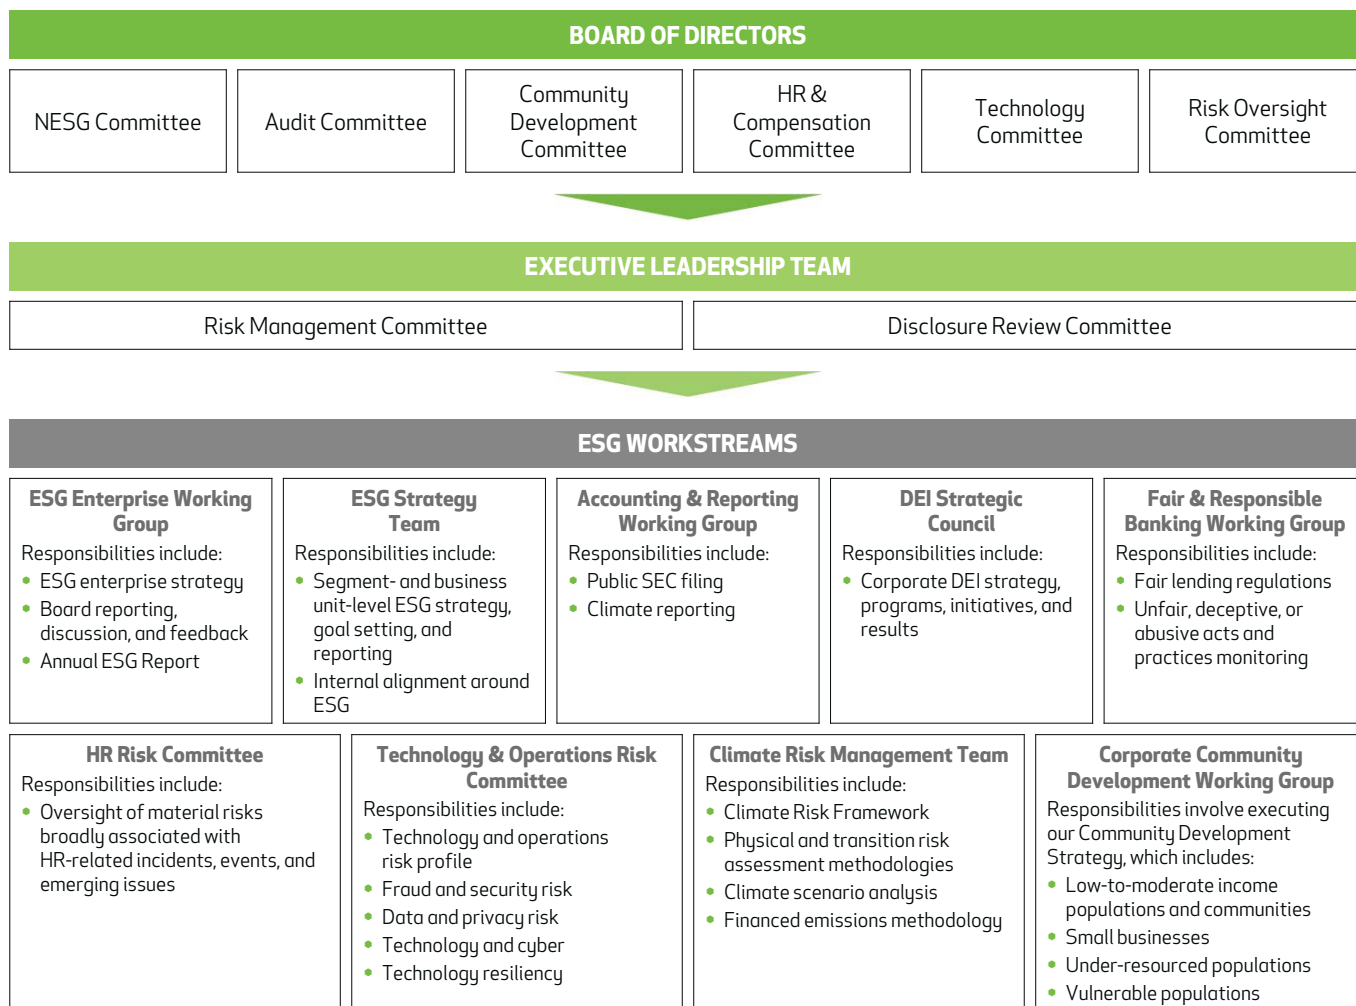 BOARD OF DIRECTORS
NESG Committee
Audit Committee
Community
Development
Committee
HR &
Compensation
Committee
Technology
Committee
Risk Oversight
Committee
EXECUTIVE LEADERSHIP TEAM
Risk Management Committee
Disclosure Review Committee
ESG WORKSTREAMS
ESG Enterprise Working
Group
Responsibilities include:
• ESG enterprise strategy
• Board reporting,
discussion, and feedback
• Annual ESG Report
ESG Strategy
Team
Responsibilities include:
• Segment- and business
unit-level ESG strategy,
goal setting, and
reporting
• Internal alignment around
ESG
Accounting & Reporting
Working Group
Responsibilities include:
• Public SEC filing
• Climate reporting
DEI Strategic
Council
Responsibilities include:
• Corporate DEI strategy,
programs, initiatives, and
results
Fair & Responsible
Banking Working Group
Responsibilities include:
• Fair lending regulations
• Unfair, deceptive, or
abusive acts and
practices monitoring
HR Risk Committee
Responsibilities include:
• Oversight of material risks
broadly associated with
HR-related incidents, events, and
emerging issues
Technology & Operations Risk
Committee
Responsibilities include:
• Technology and operations
risk profile
• Fraud and security risk
• Data and privacy risk
• Technology and cyber
• Technology resiliency
Climate Risk Management Team
Responsibilities include:
• Climate Risk Framework
• Physical and transition risk
assessment methodologies
• Climate scenario analysis
• Financed emissions methodology
Corporate Community
Development Working Group
Responsibilities involve executing
our Community Development
Strategy, which includes:
• Low-to-moderate income
populations and communities
• Small businesses
• Under-resourced populations
• Vulnerable populations